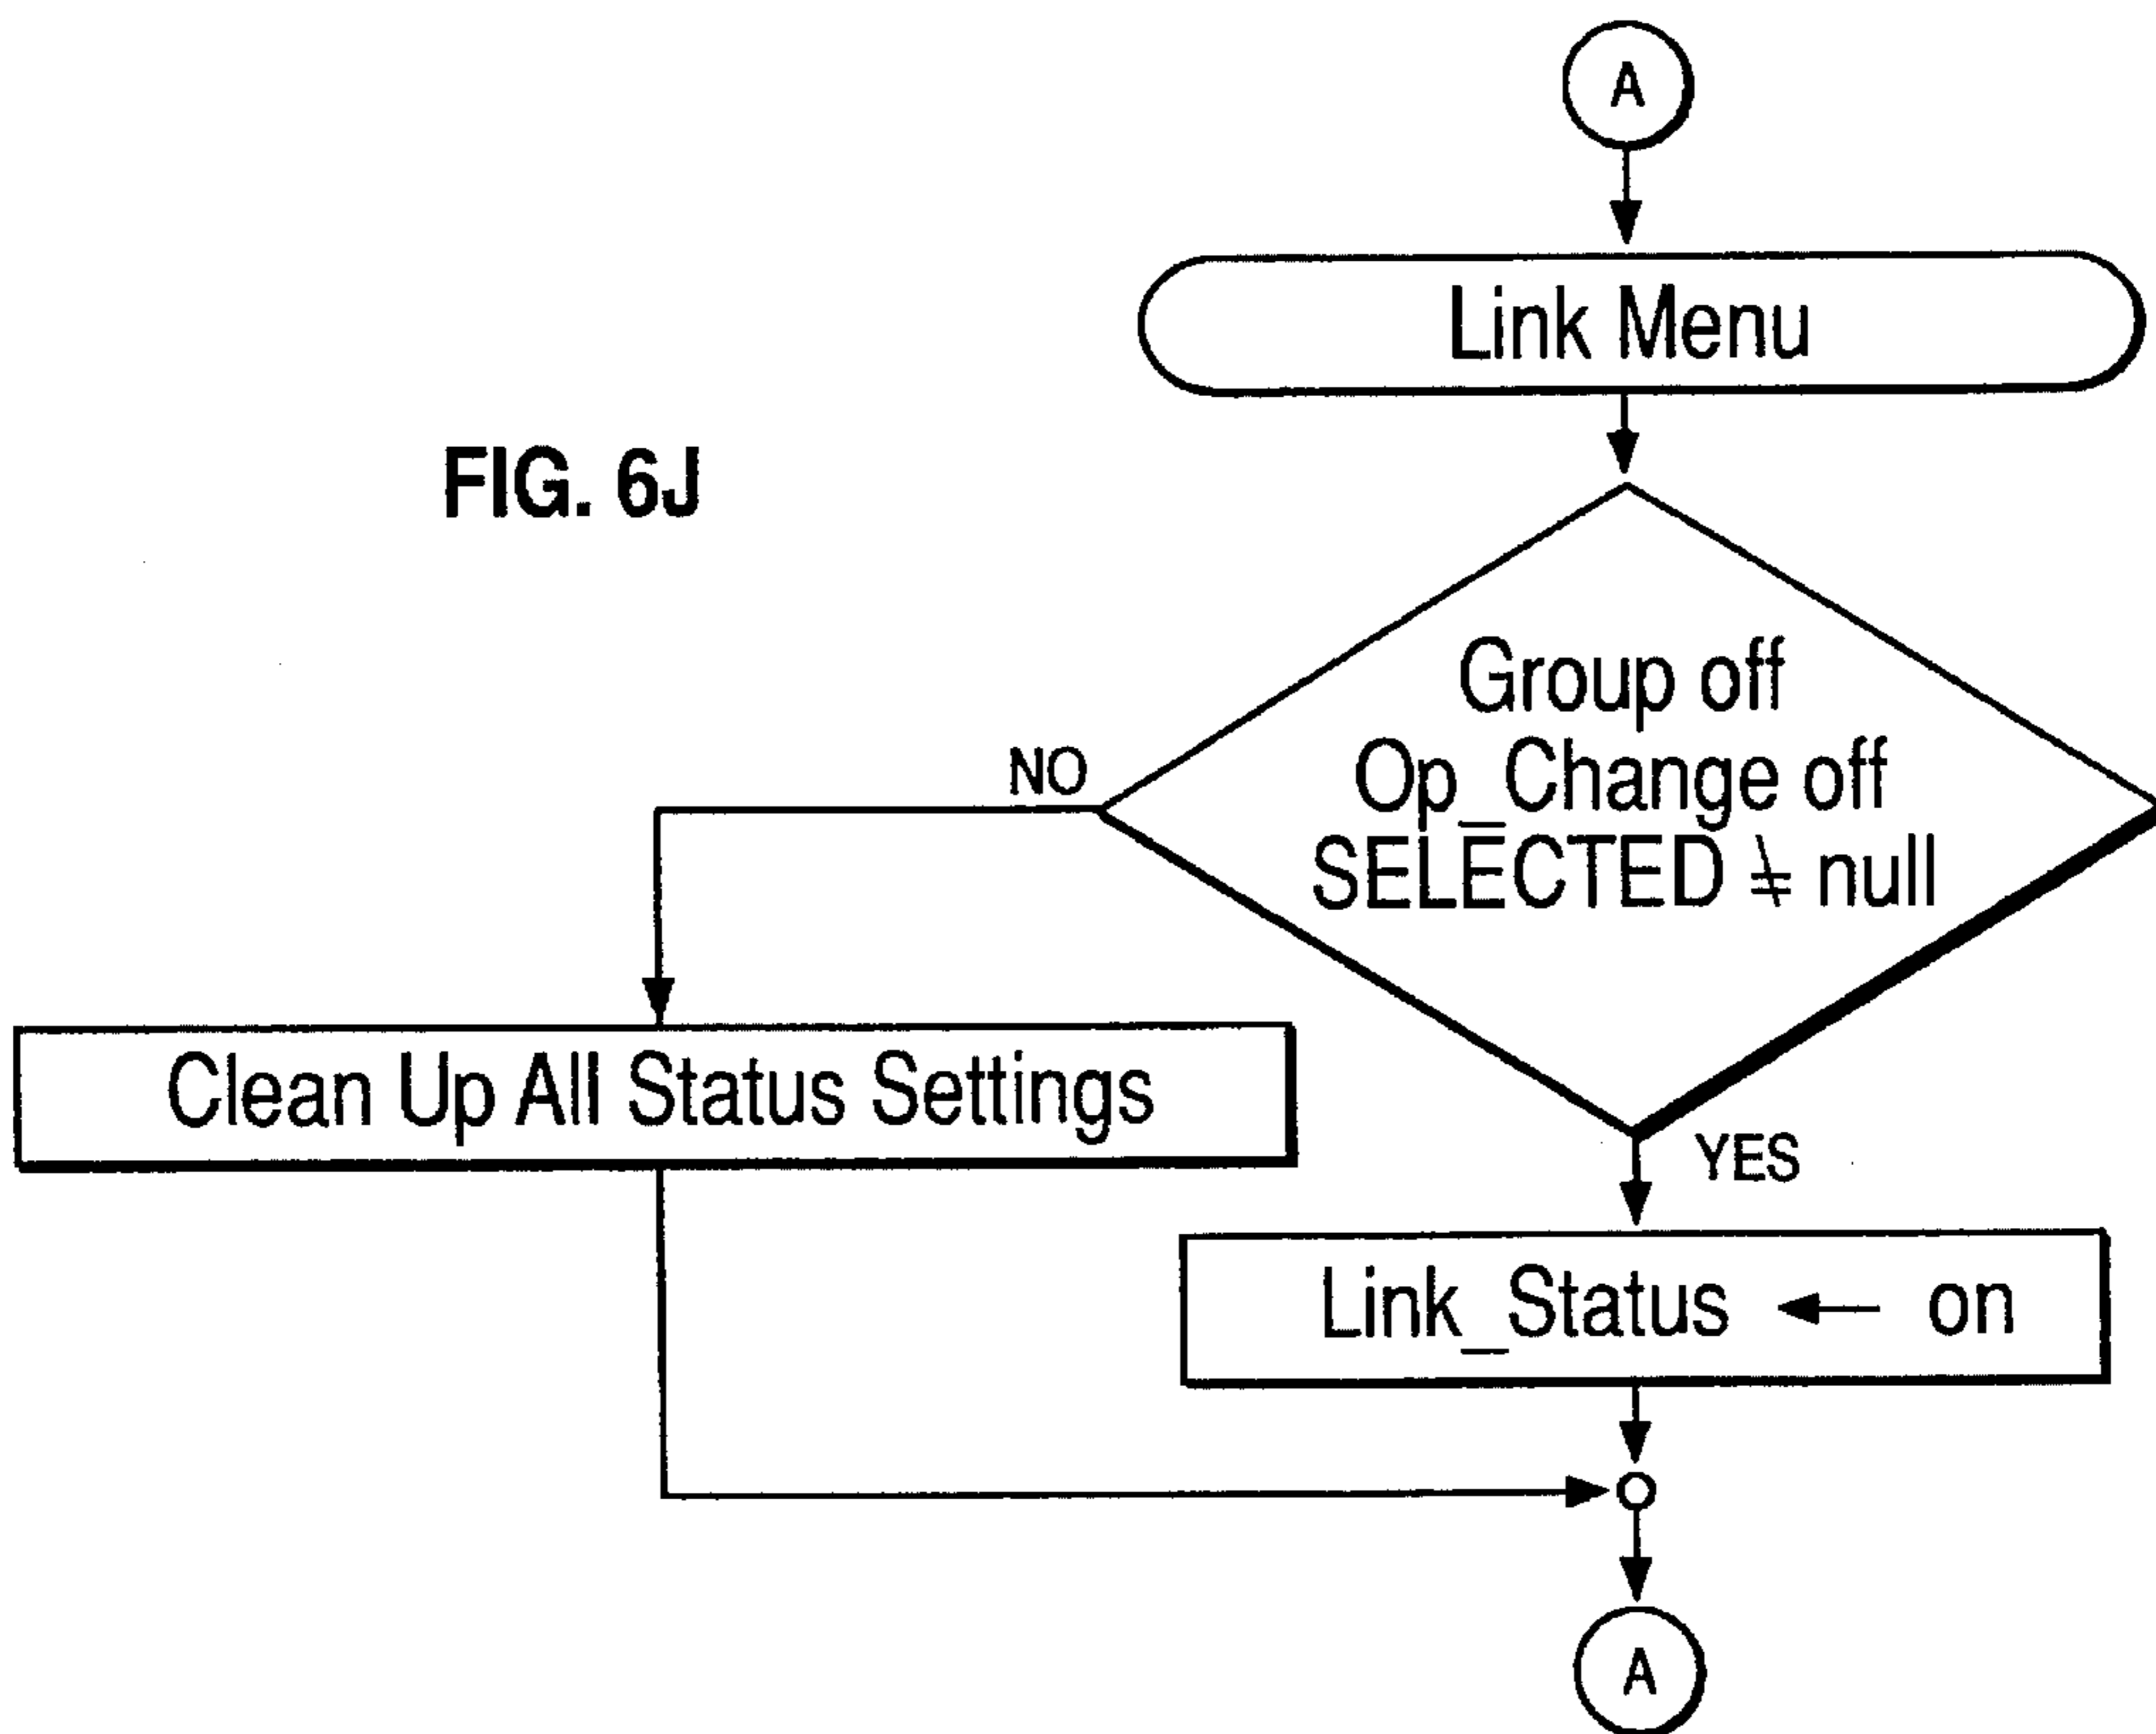 A
Link Menu
FIG. 6J
Group off
Op_Change off
SELECTED ≠ null
NO
Clean Up All Status Settings
YES
Link_Status ← on
A